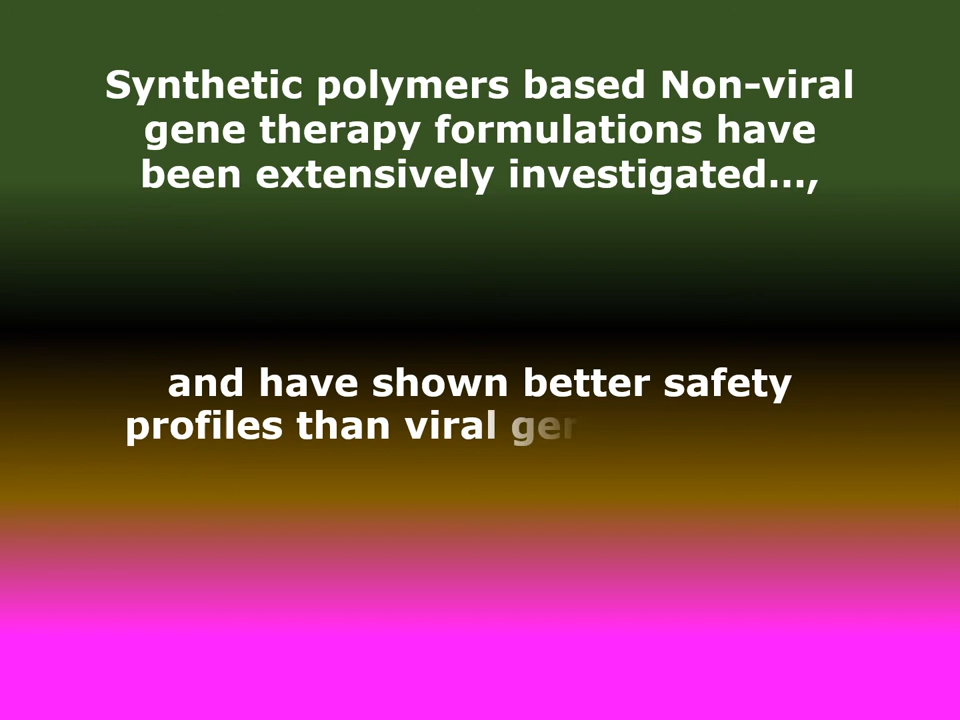 Synthetic polymers based Non-viral
gene therapy formulations have
been extensively investigated...,
and have shown better safety
profiles than viral